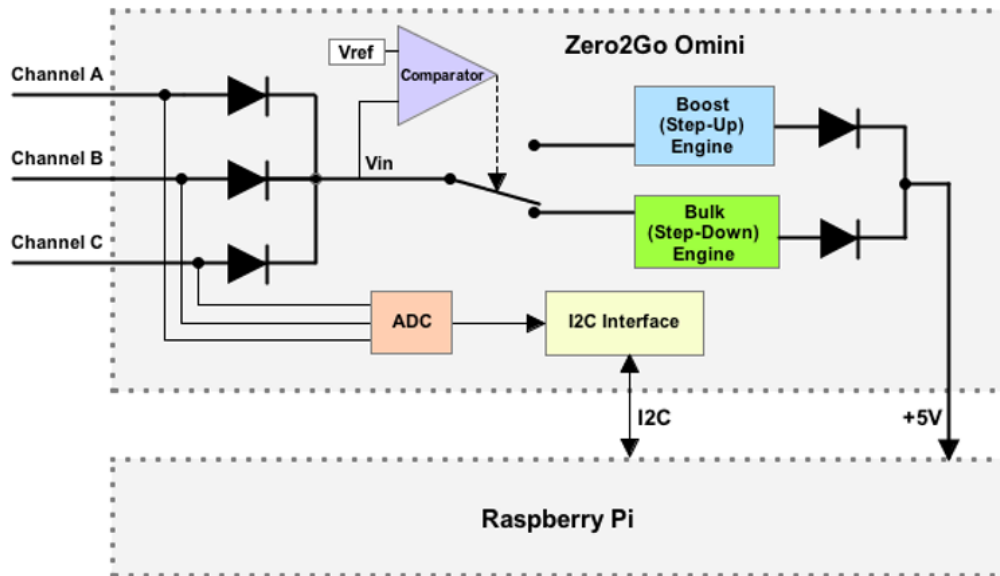 Zero2Go Omini
Vref
Comparator
Channel A
Boost
(Step-Up)
Engine
Channel B
Vin
Bulk
(Step-Down)
Engine
Channel C
ADC
I2C Interface
I2C
+5V
Raspberry Pi